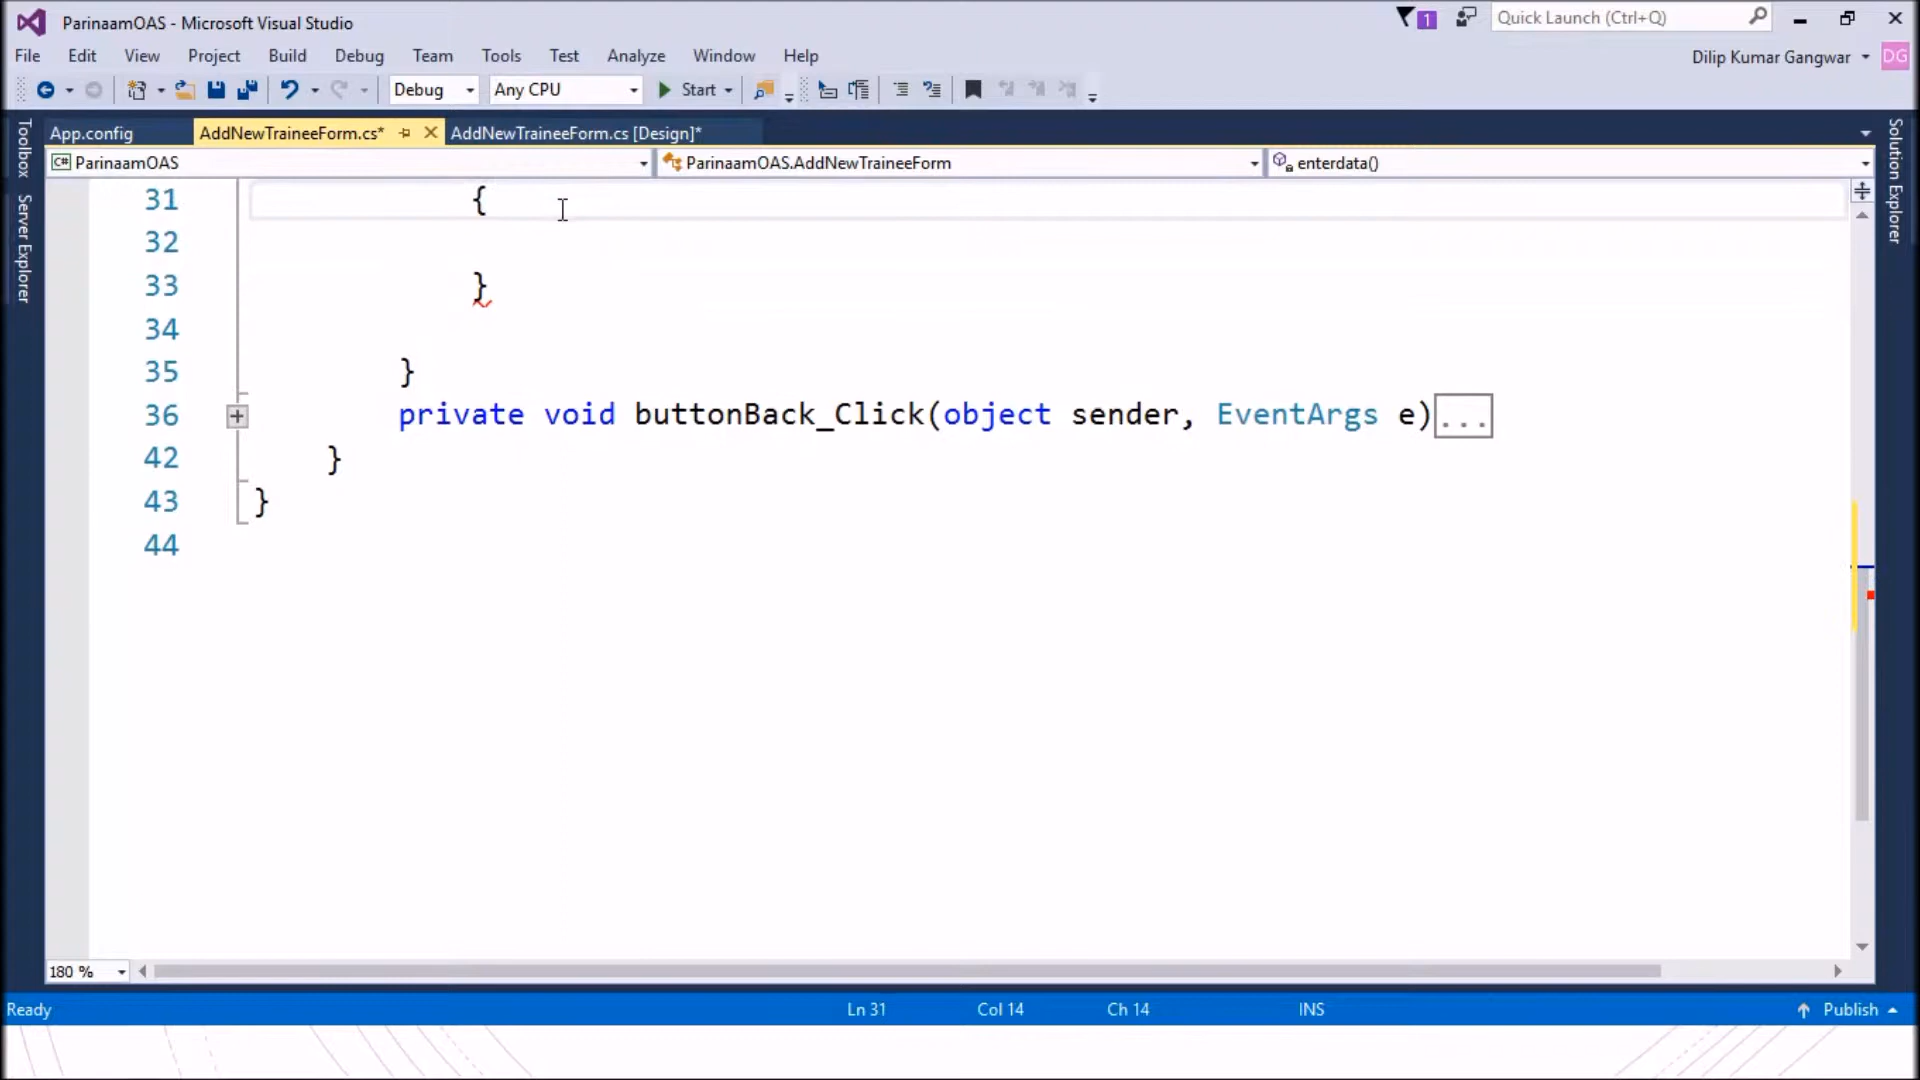 ParinaamOAS - Microsoft Visual Studio
1
Quick Launch (Ctrl+Q)
File Edit View Project Build Debug Team Tools Test Analyze Window Help
Dilip Kumar Gangwar
DG
Debug
Any CPU
Start
Toolbox
Server Explorer
App.config
AddNewTraineeForm.cs*
AddNewTraineeForm.cs [Design]*
Solution Explorer
C# ParinaamOAS
ParinaamOAS.AddNewTraineeForm
enterdata()
31 {
32
33 }
34
35 }
36 private void buttonBack_Click(object sender, EventArgs e)...
42 }
43 }
44
180 %
Ready
Ln 31
Col 14
Ch 14
INS
Publish